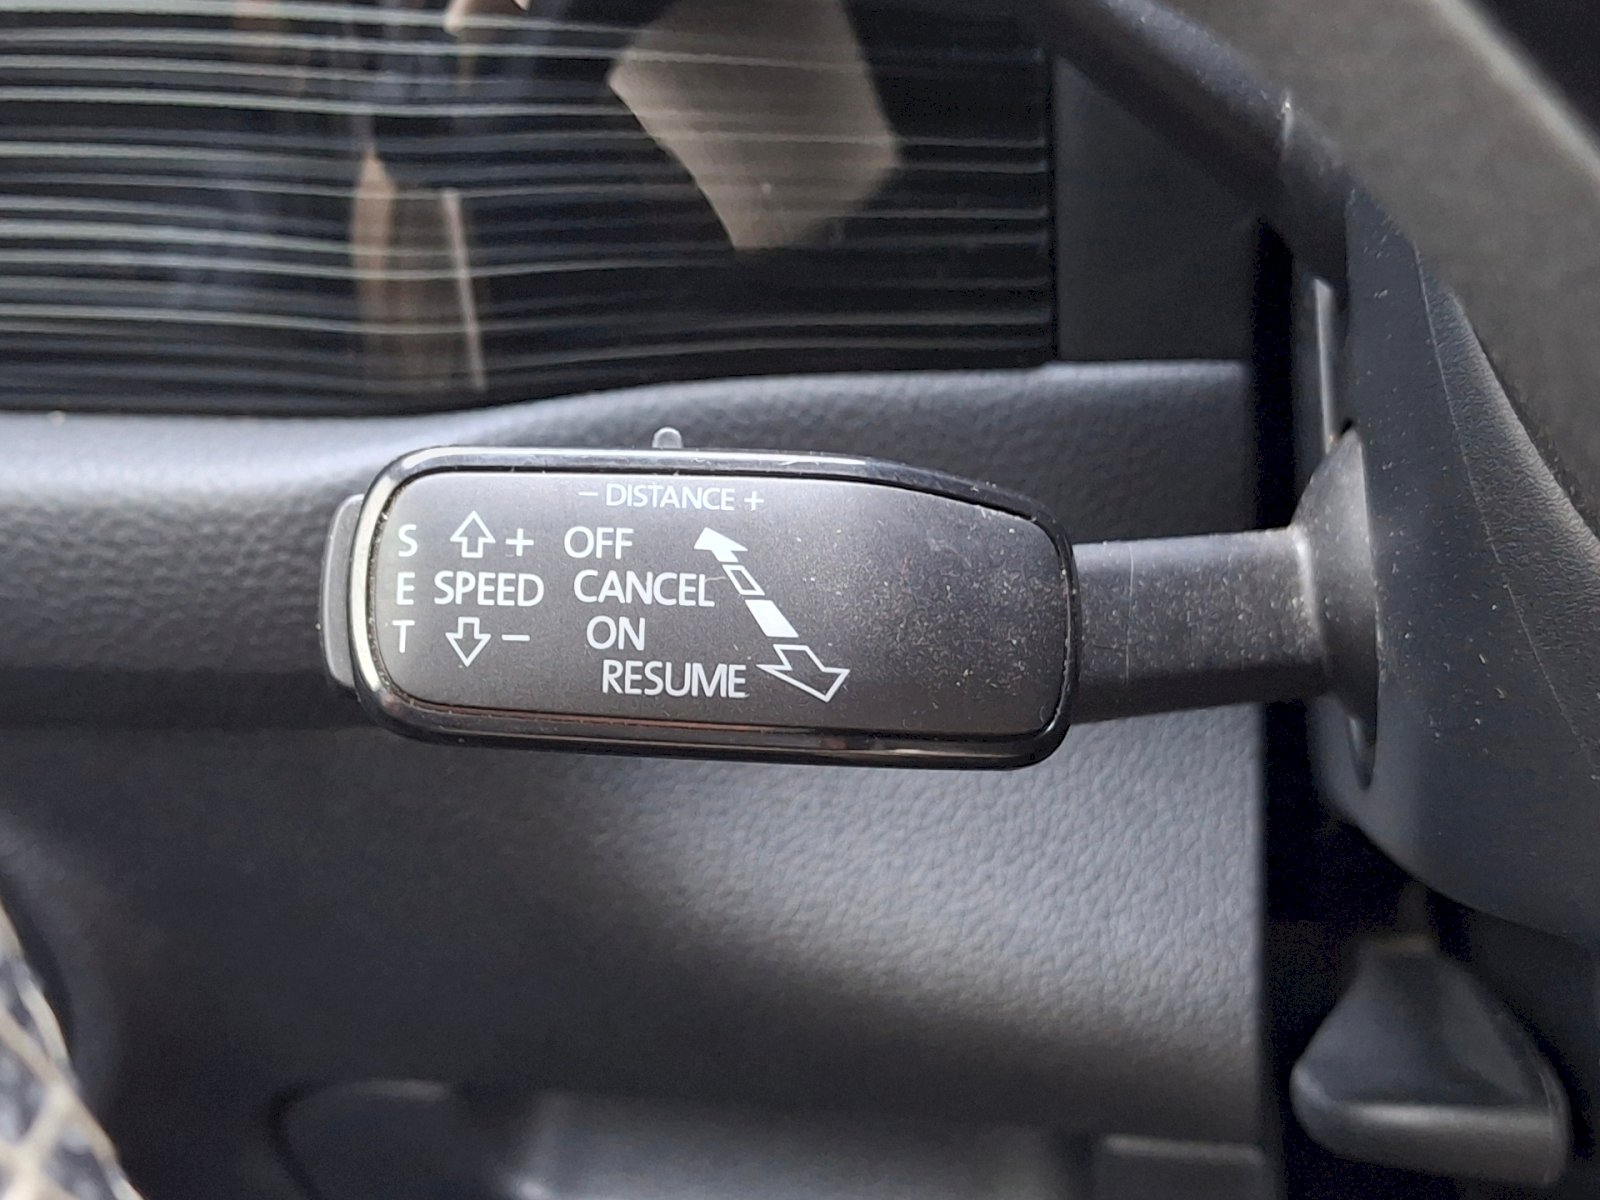 − DISTANCE +
S + OFF
E SPEED CANCEL
T − ON
RESUME